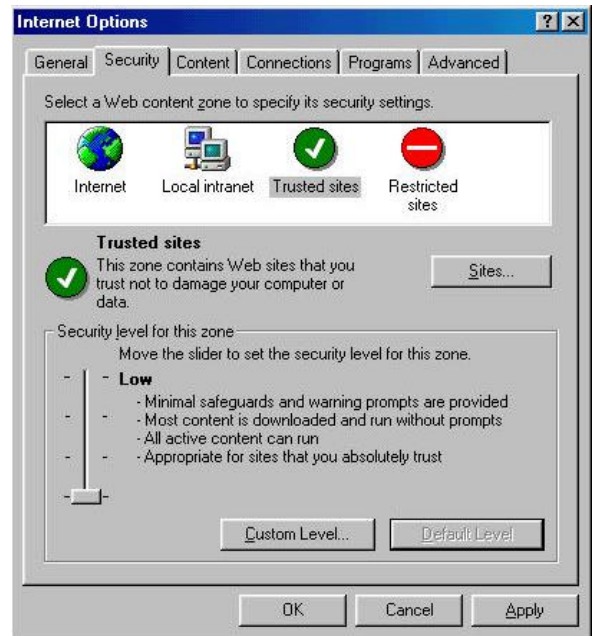 Internet Options
General Security Content Connections Programs Advanced
Select a Web content zone to specify its security settings.
Internet Local intranet Trusted sites Restricted sites
Trusted sites
This zone contains Web sites that you
trust not to damage your computer or
data.
Sites...
Security level for this zone
Move the slider to set the security level for this zone.
Low
- Minimal safeguards and warning prompts are provided
- Most content is downloaded and run without prompts
- All active content can run
- Appropriate for sites that you absolutely trust
Custom Level... Default Level
OK Cancel Apply